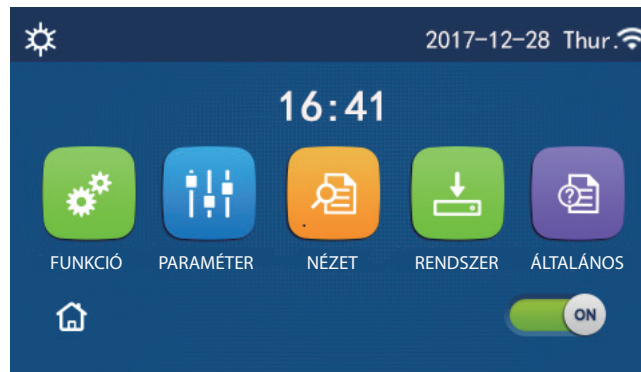 2017-12-28 Thur.
16:41
FUNKCIÓ PARAMÉTER NÉZET RENDSZER ÁLTALÁNOS
ON